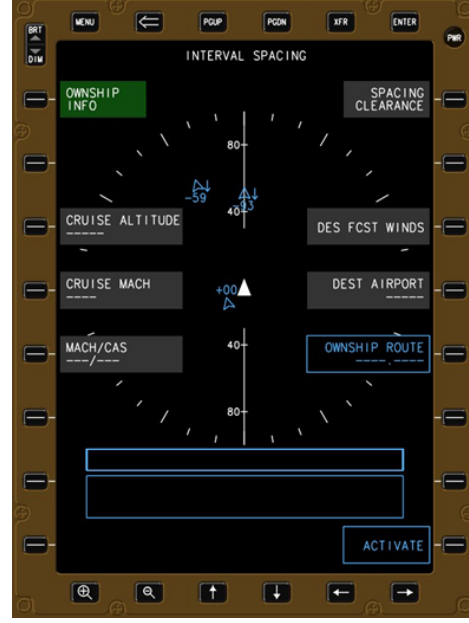 BRT
DIM
MENU
PGUP
PGDN
XFR
ENTER
PWR
INTERVAL SPACING
OWNSHIP
INFO
SPACING
CLEARANCE
80
-59
-93
40
CRUISE ALTITUDE
-----
DES FCST WINDS
CRUISE MACH
----
+00
DEST AIRPORT
-----
MACH/CAS
---/---
40
OWNSHIP ROUTE
----.----
80
ACTIVATE